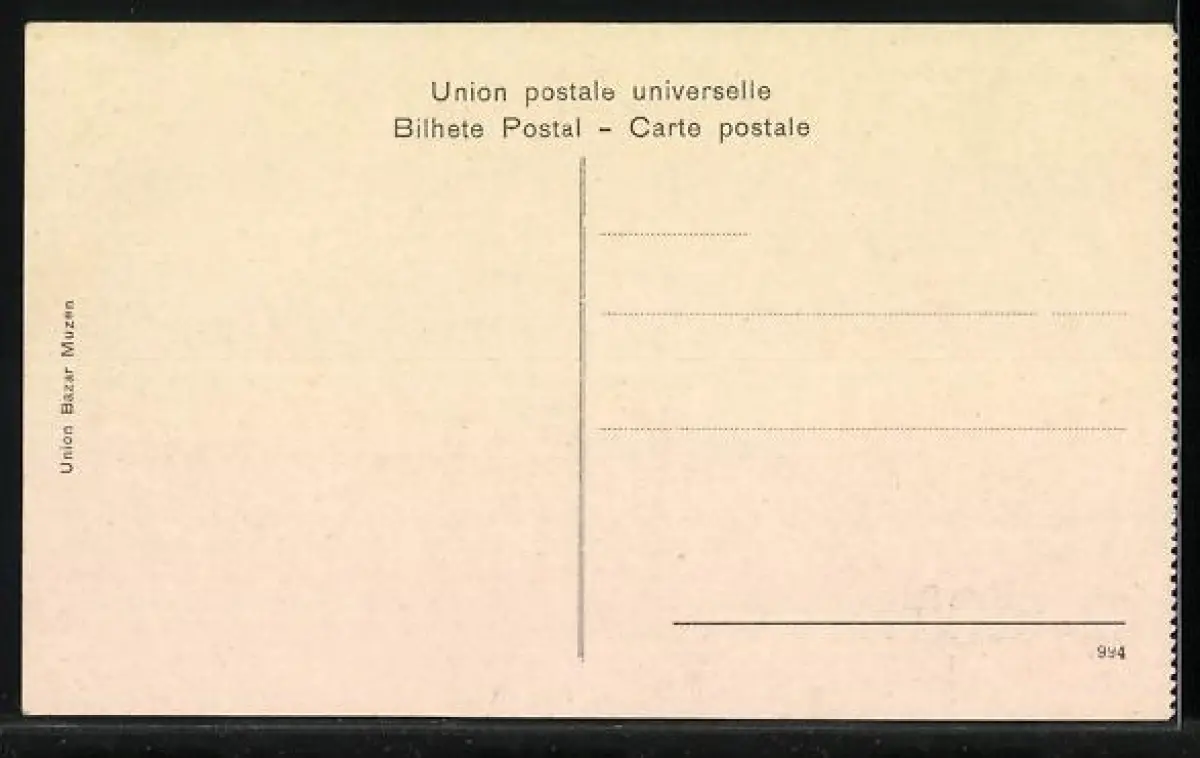 Union postale universelle
Bilhete Postal - Carte postale
Union Bazar Muzen
994